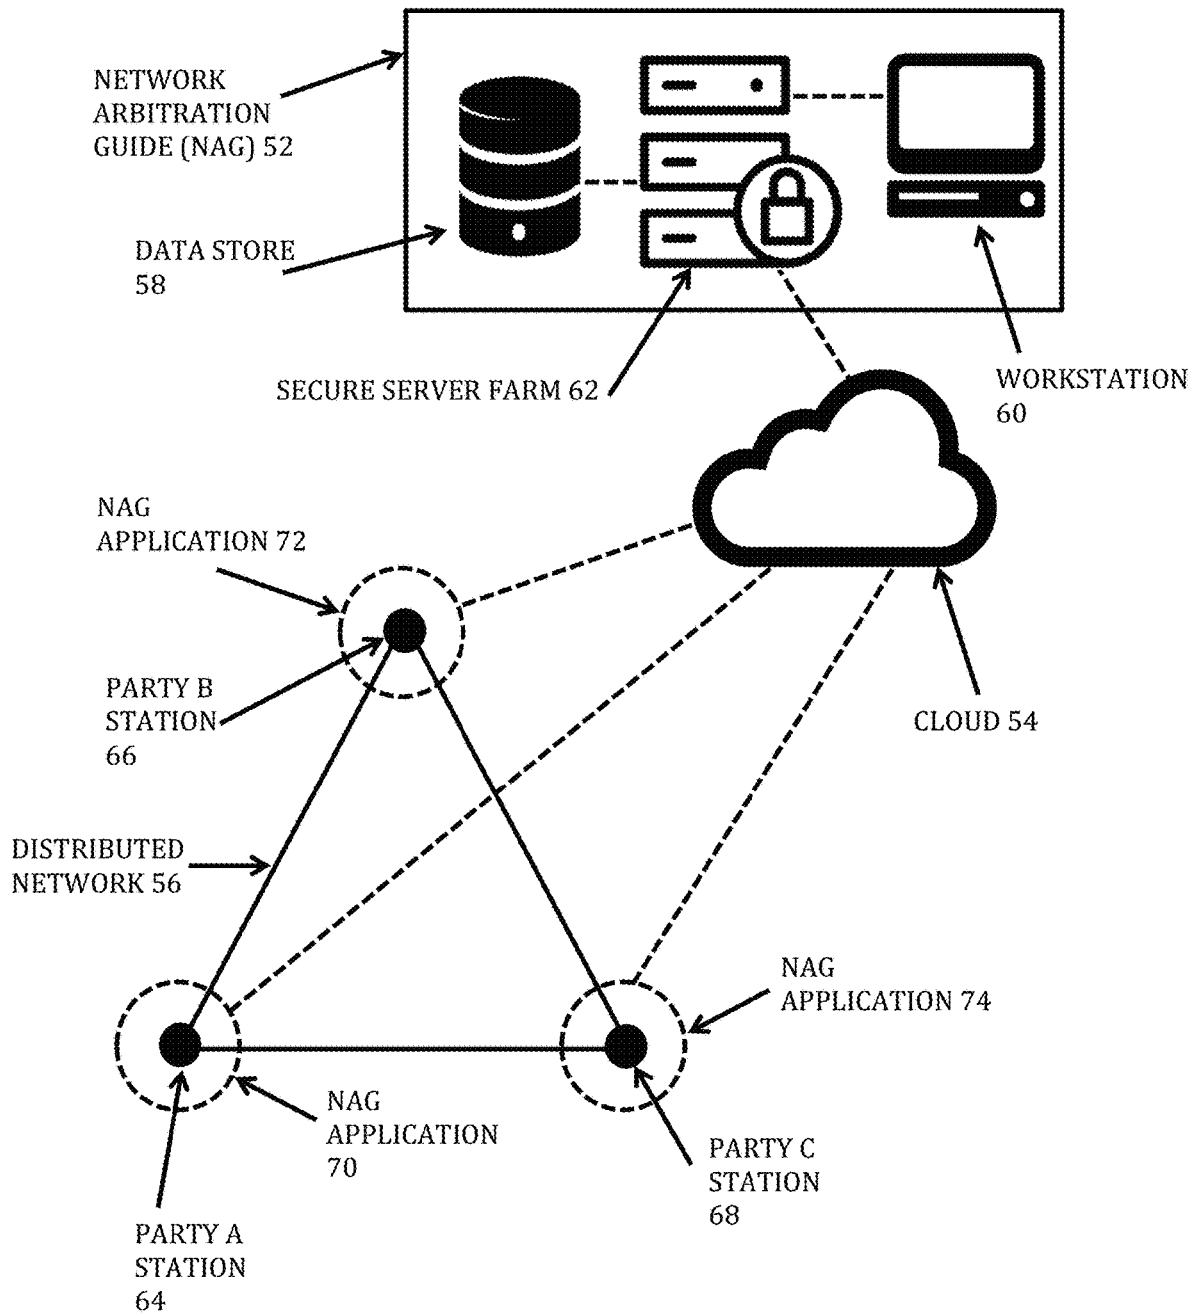 NETWORK
ARBITRATION
GUIDE (NAG) 52
DATA STORE
58
SECURE SERVER FARM 62
WORKSTATION
60
NAG
APPLICATION 72
PARTY B
STATION
66
CLOUD 54
DISTRIBUTED
NETWORK 56
NAG
APPLICATION 74
NAG
APPLICATION
70
PARTY C
STATION
68
PARTY A
STATION
64